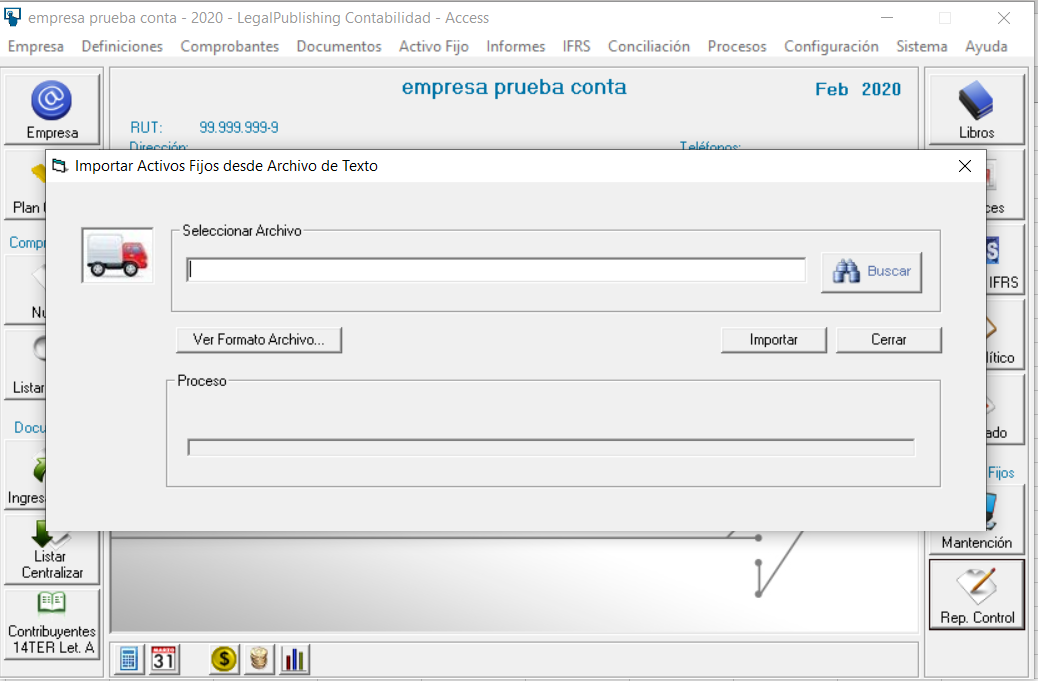 empresa prueba conta - 2020 - LegalPublishing Contabilidad - Access
Empresa Definiciones Comprobantes Documentos Activo Fijo Informes IFRS Conciliación Procesos Configuración Sistema Ayuda
empresa prueba conta
Feb 2020
Empresa
Libros
RUT: 99.999.999-9
Dirección:
Teléfonos:
Importar Activos Fijos desde Archivo de Texto
Plan
Seleccionar Archivo
Buscar
IFRS
Ver Formato Archivo...
Importar
Cerrar
Listar
Proceso
Fijos
Mantención
Listar
Centralizar
Rep. Control
Contribuyentes
14TER Let. A
MARZO
31
$